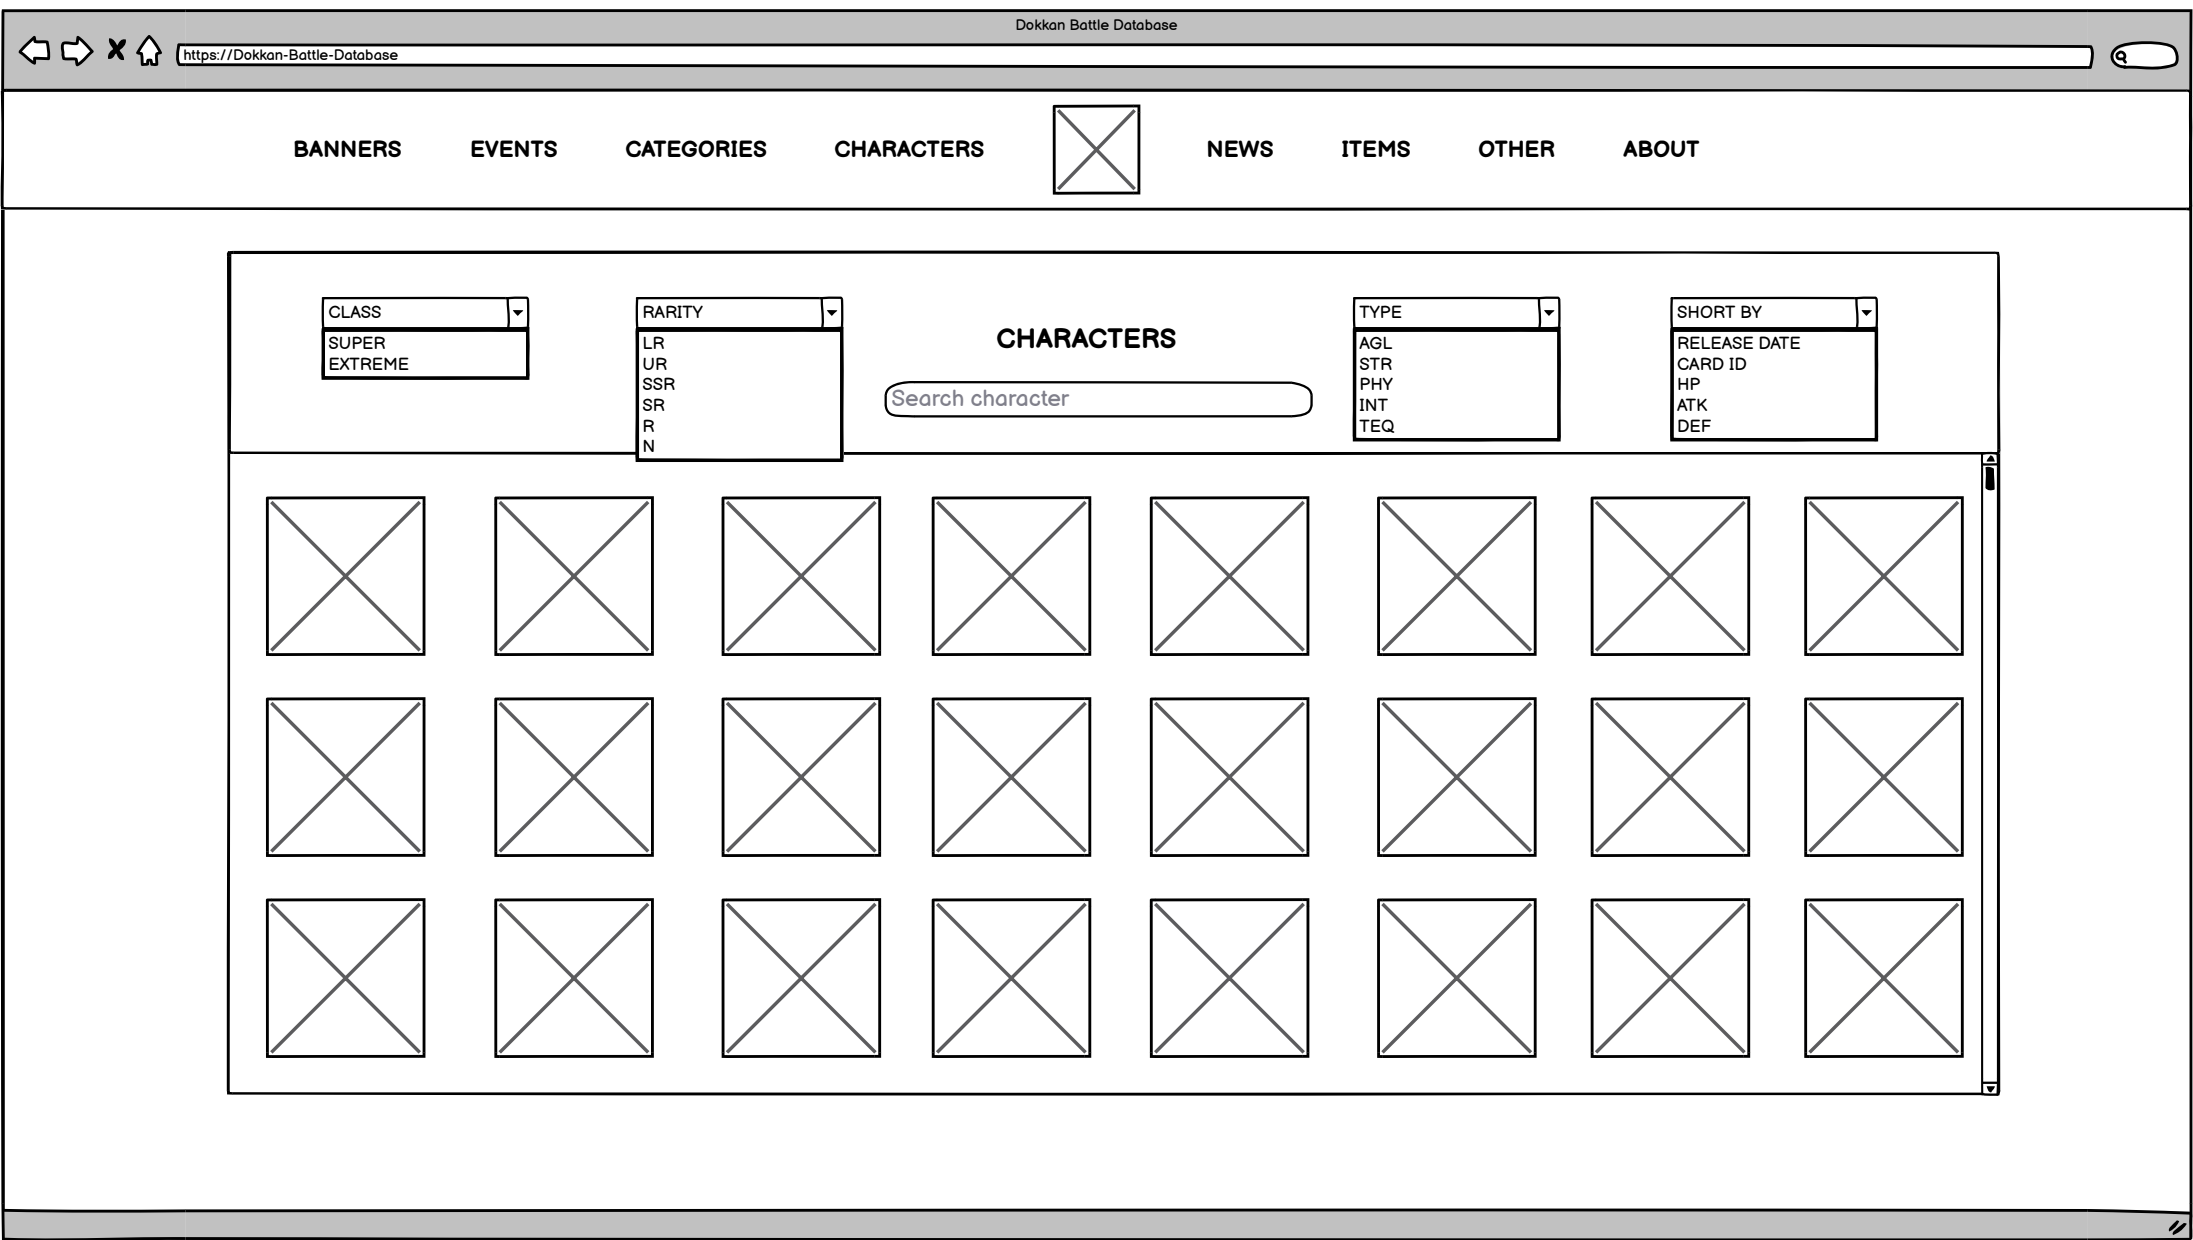 Dokkan Battle Database
https://Dokkan-Battle-Database
BANNERS EVENTS CATEGORIES CHARACTERS NEWS ITEMS OTHER ABOUT
CLASS
SUPER
EXTREME
RARITY
LR
UR
SSR
SR
R
N
CHARACTERS
Search character
TYPE
AGL
STR
PHY
INT
TEQ
SHORT BY
RELEASE DATE
CARD ID
HP
ATK
DEF